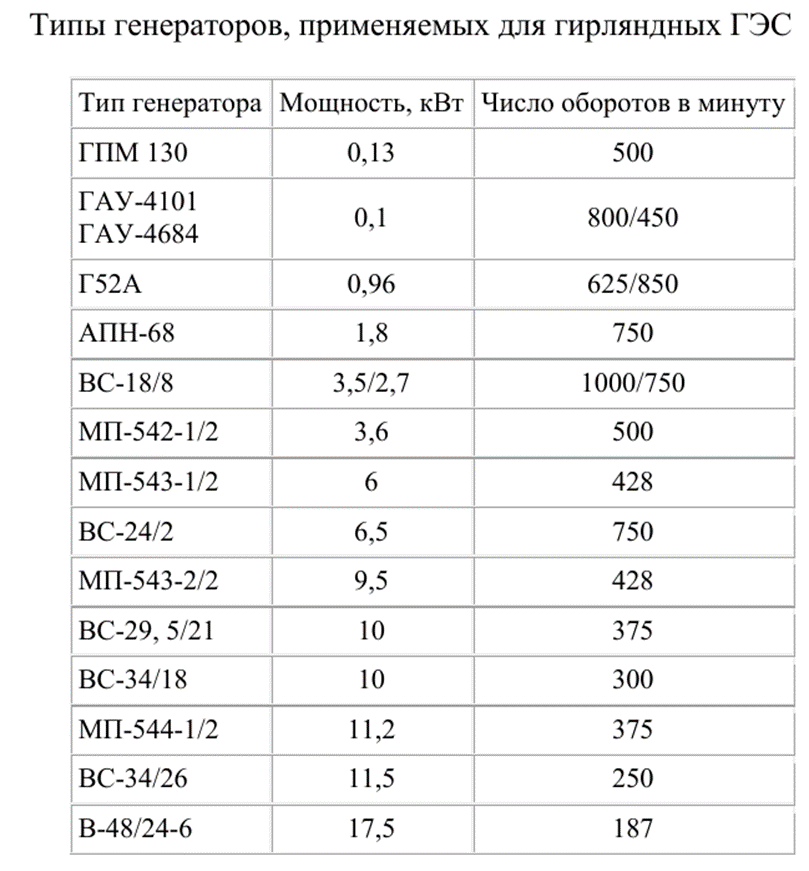 Типы генераторов, применяемых для гирляндных ГЭС
Тип генератора Мощность, кВт Число оборотов в минуту
ГПМ 130 0,13 500
ГАУ-4101
ГАУ-4684 0,1 800/450
Г52А 0,96 625/850
АПН-68 1,8 750
ВС-18/8 3,5/2,7 1000/750
МП-542-1/2 3,6 500
МП-543-1/2 6 428
ВС-24/2 6,5 750
МП-543-2/2 9,5 428
ВС-29, 5/21 10 375
ВС-34/18 10 300
МП-544-1/2 11,2 375
ВС-34/26 11,5 250
В-48/24-6 17,5 187